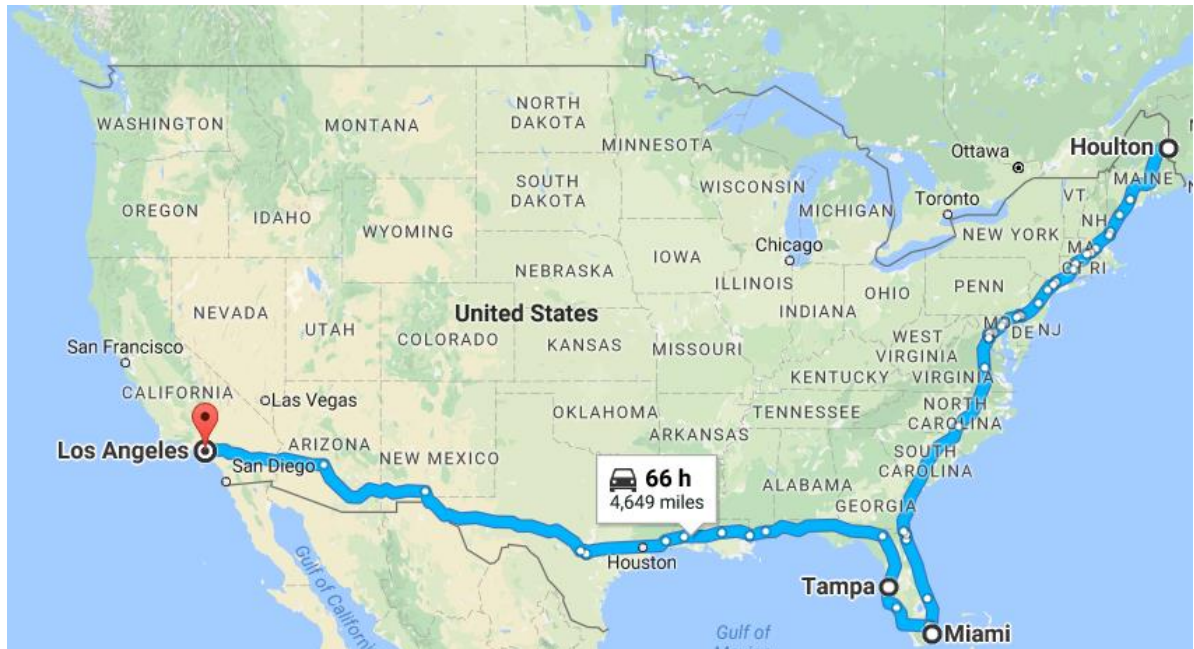 WASHINGTON
MONTANA
NORTH
DAKOTA
MINNESOTA
Ottawa
Houlton
MAINE
OREGON
IDAHO
SOUTH
DAKOTA
WISCONSIN
MICHIGAN
Toronto
VT
NH
WYOMING
NEW YORK
MA
CT RI
Chicago
IOWA
NEBRASKA
ILLINOIS
INDIANA
OHIO
PENN
NEVADA
UTAH
COLORADO
United States
KANSAS
MISSOURI
WEST
VIRGINIA
DE
NJ
San Francisco
CALIFORNIA
Las Vegas
KENTUCKY
VIRGINIA
OKLAHOMA
TENNESSEE
NORTH
CAROLINA
ARKANSAS
Los Angeles
San Diego
ARIZONA
NEW MEXICO
SOUTH
CAROLINA
66 h
4,649 miles
ALABAMA
GEORGIA
Houston
Gulf of California
Tampa
Miami
Gulf of